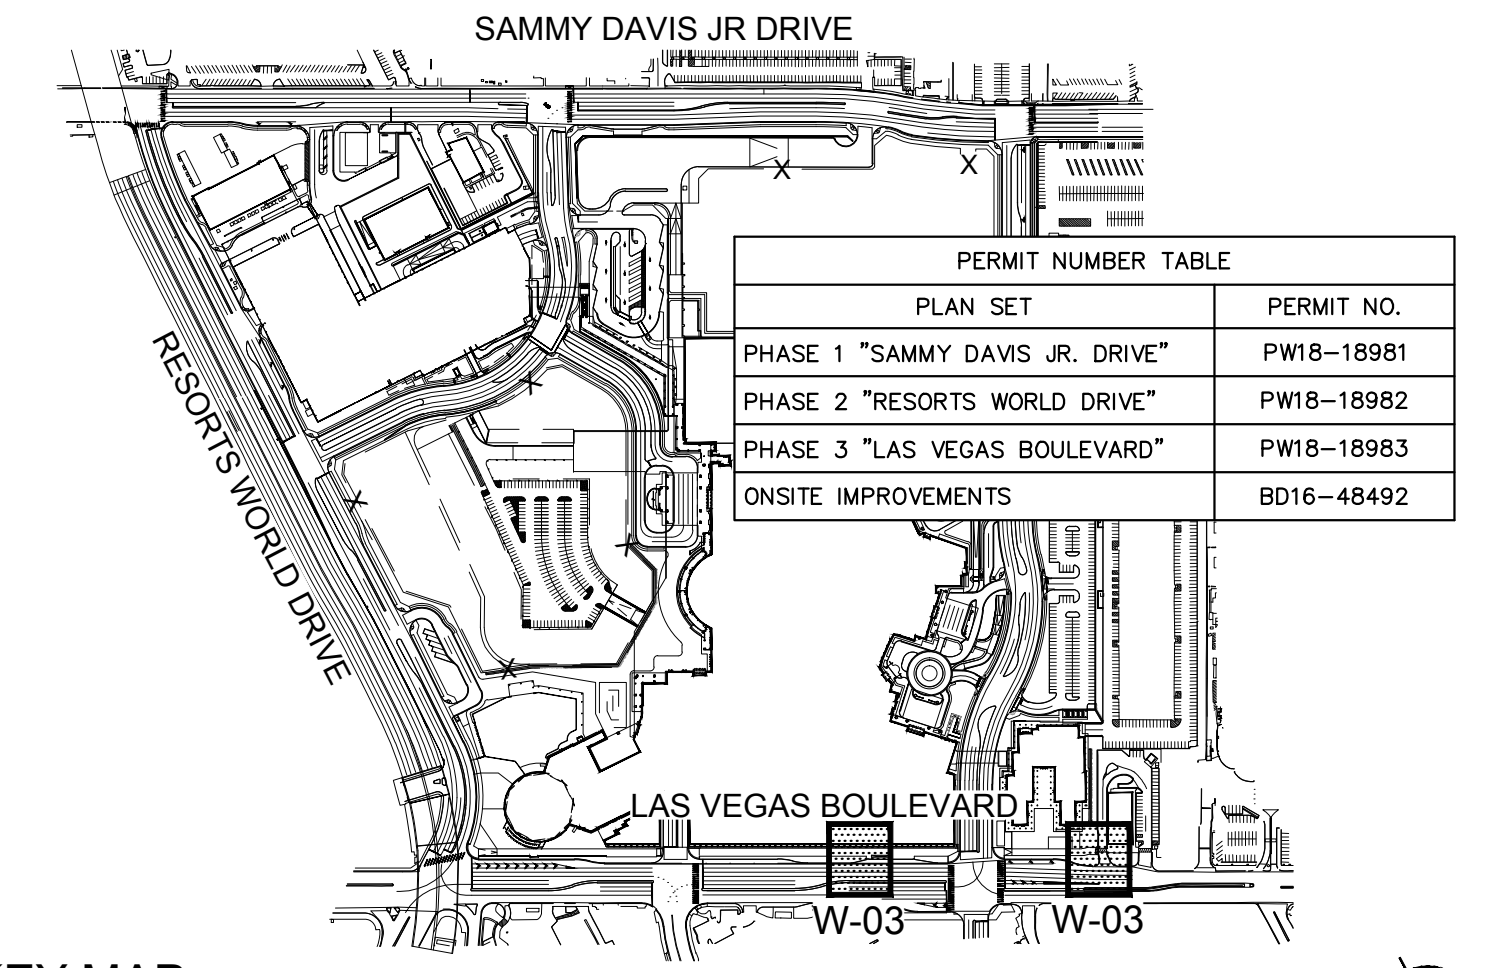 SAMMY DAVIS JR DRIVE
RESORTS WORLD DRIVE
PERMIT NUMBER TABLE
PLAN SET PERMIT NO.
PHASE 1 "SAMMY DAVIS JR. DRIVE" PW18-18981
PHASE 2 "RESORTS WORLD DRIVE" PW18-18982
PHASE 3 "LAS VEGAS BOULEVARD" PW18-18983
ONSITE IMPROVEMENTS BD16-48492
LAS VEGAS BOULEVARD
W-03 W-03